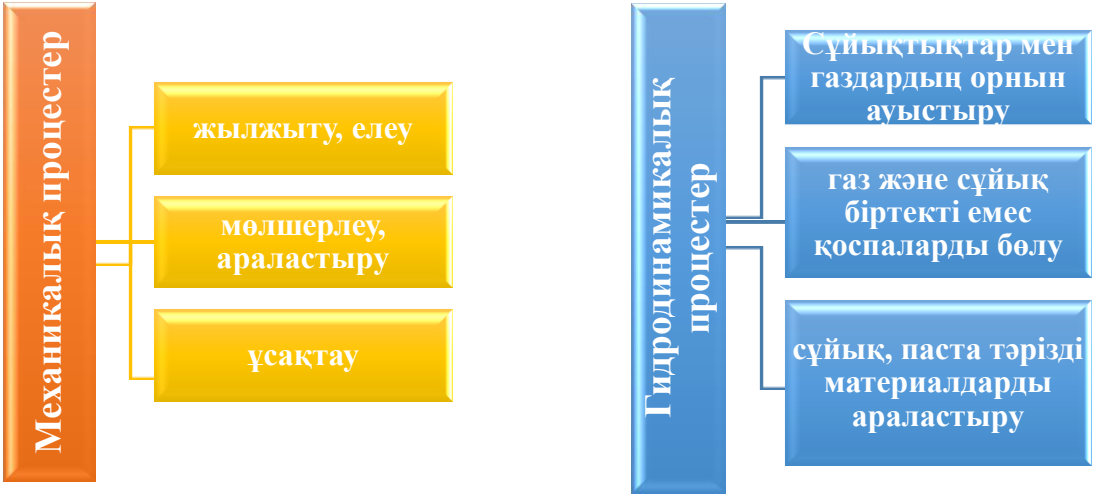 Механикалық процестер
жылжыту, елеу
мөлшерлеу,
араластыру
ұсақтау
Гидродинамикалық
процестер
Сұйықтықтар мен
газдардың орнын
ауыстыру
газ және сұйық
біртекті емес
қоспаларды бөлу
сұйық, паста тәрізді
материалдарды
араластыру